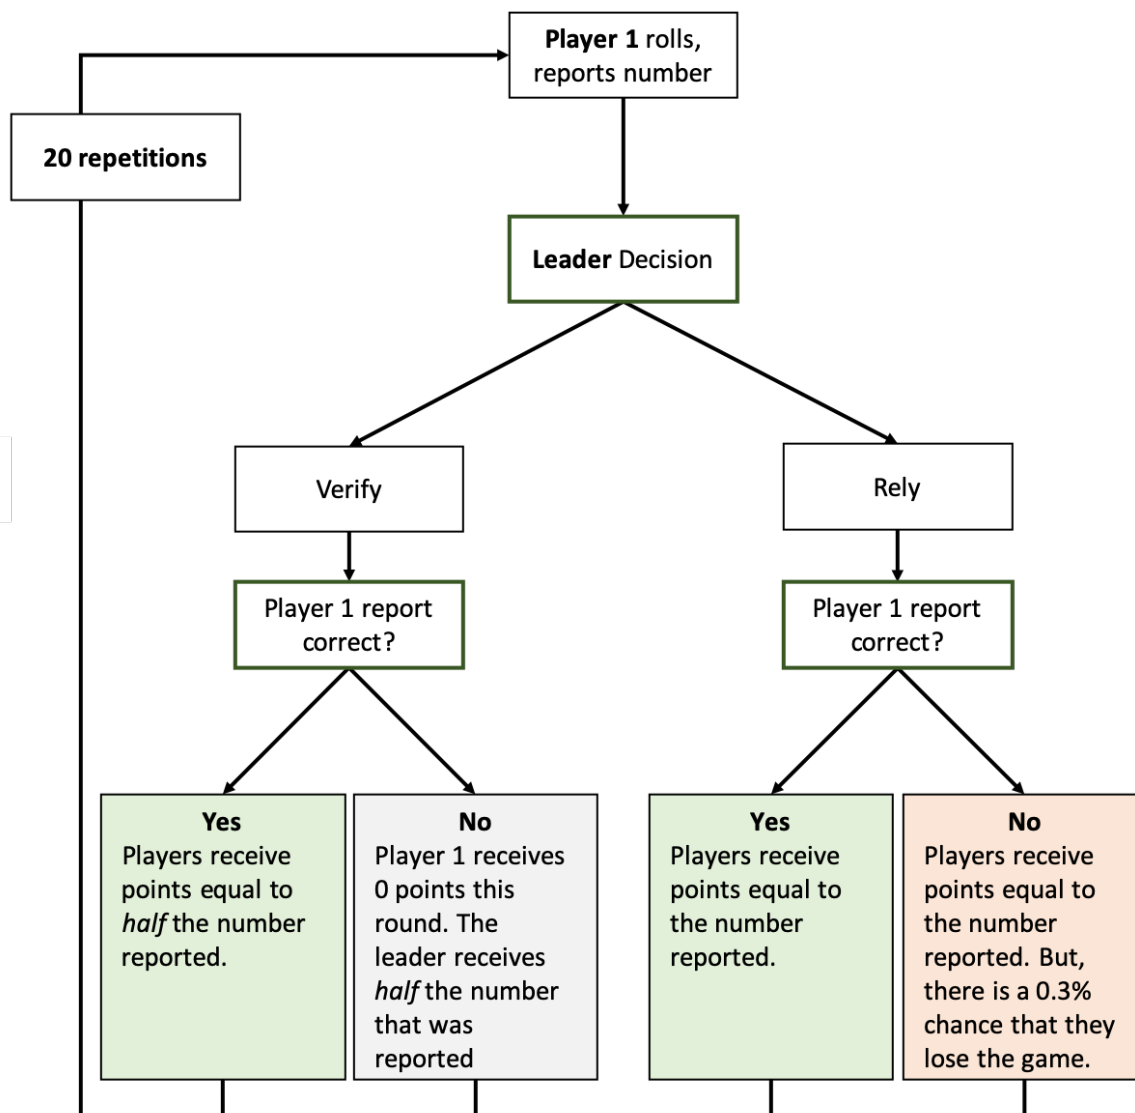 Player 1 rolls,
reports number
20 repetitions
Leader Decision
Verify
Rely
Player 1 report
correct?
Player 1 report
correct?
Yes
Players receive
points equal to
half the number
reported.
No
Player 1 receives
0 points this
round. The
leader receives
half the number
that was
reported
Yes
Players receive
points equal to
the number
reported.
No
Players receive
points equal to
the number
reported. But,
there is a 0.3%
chance that they
lose the game.